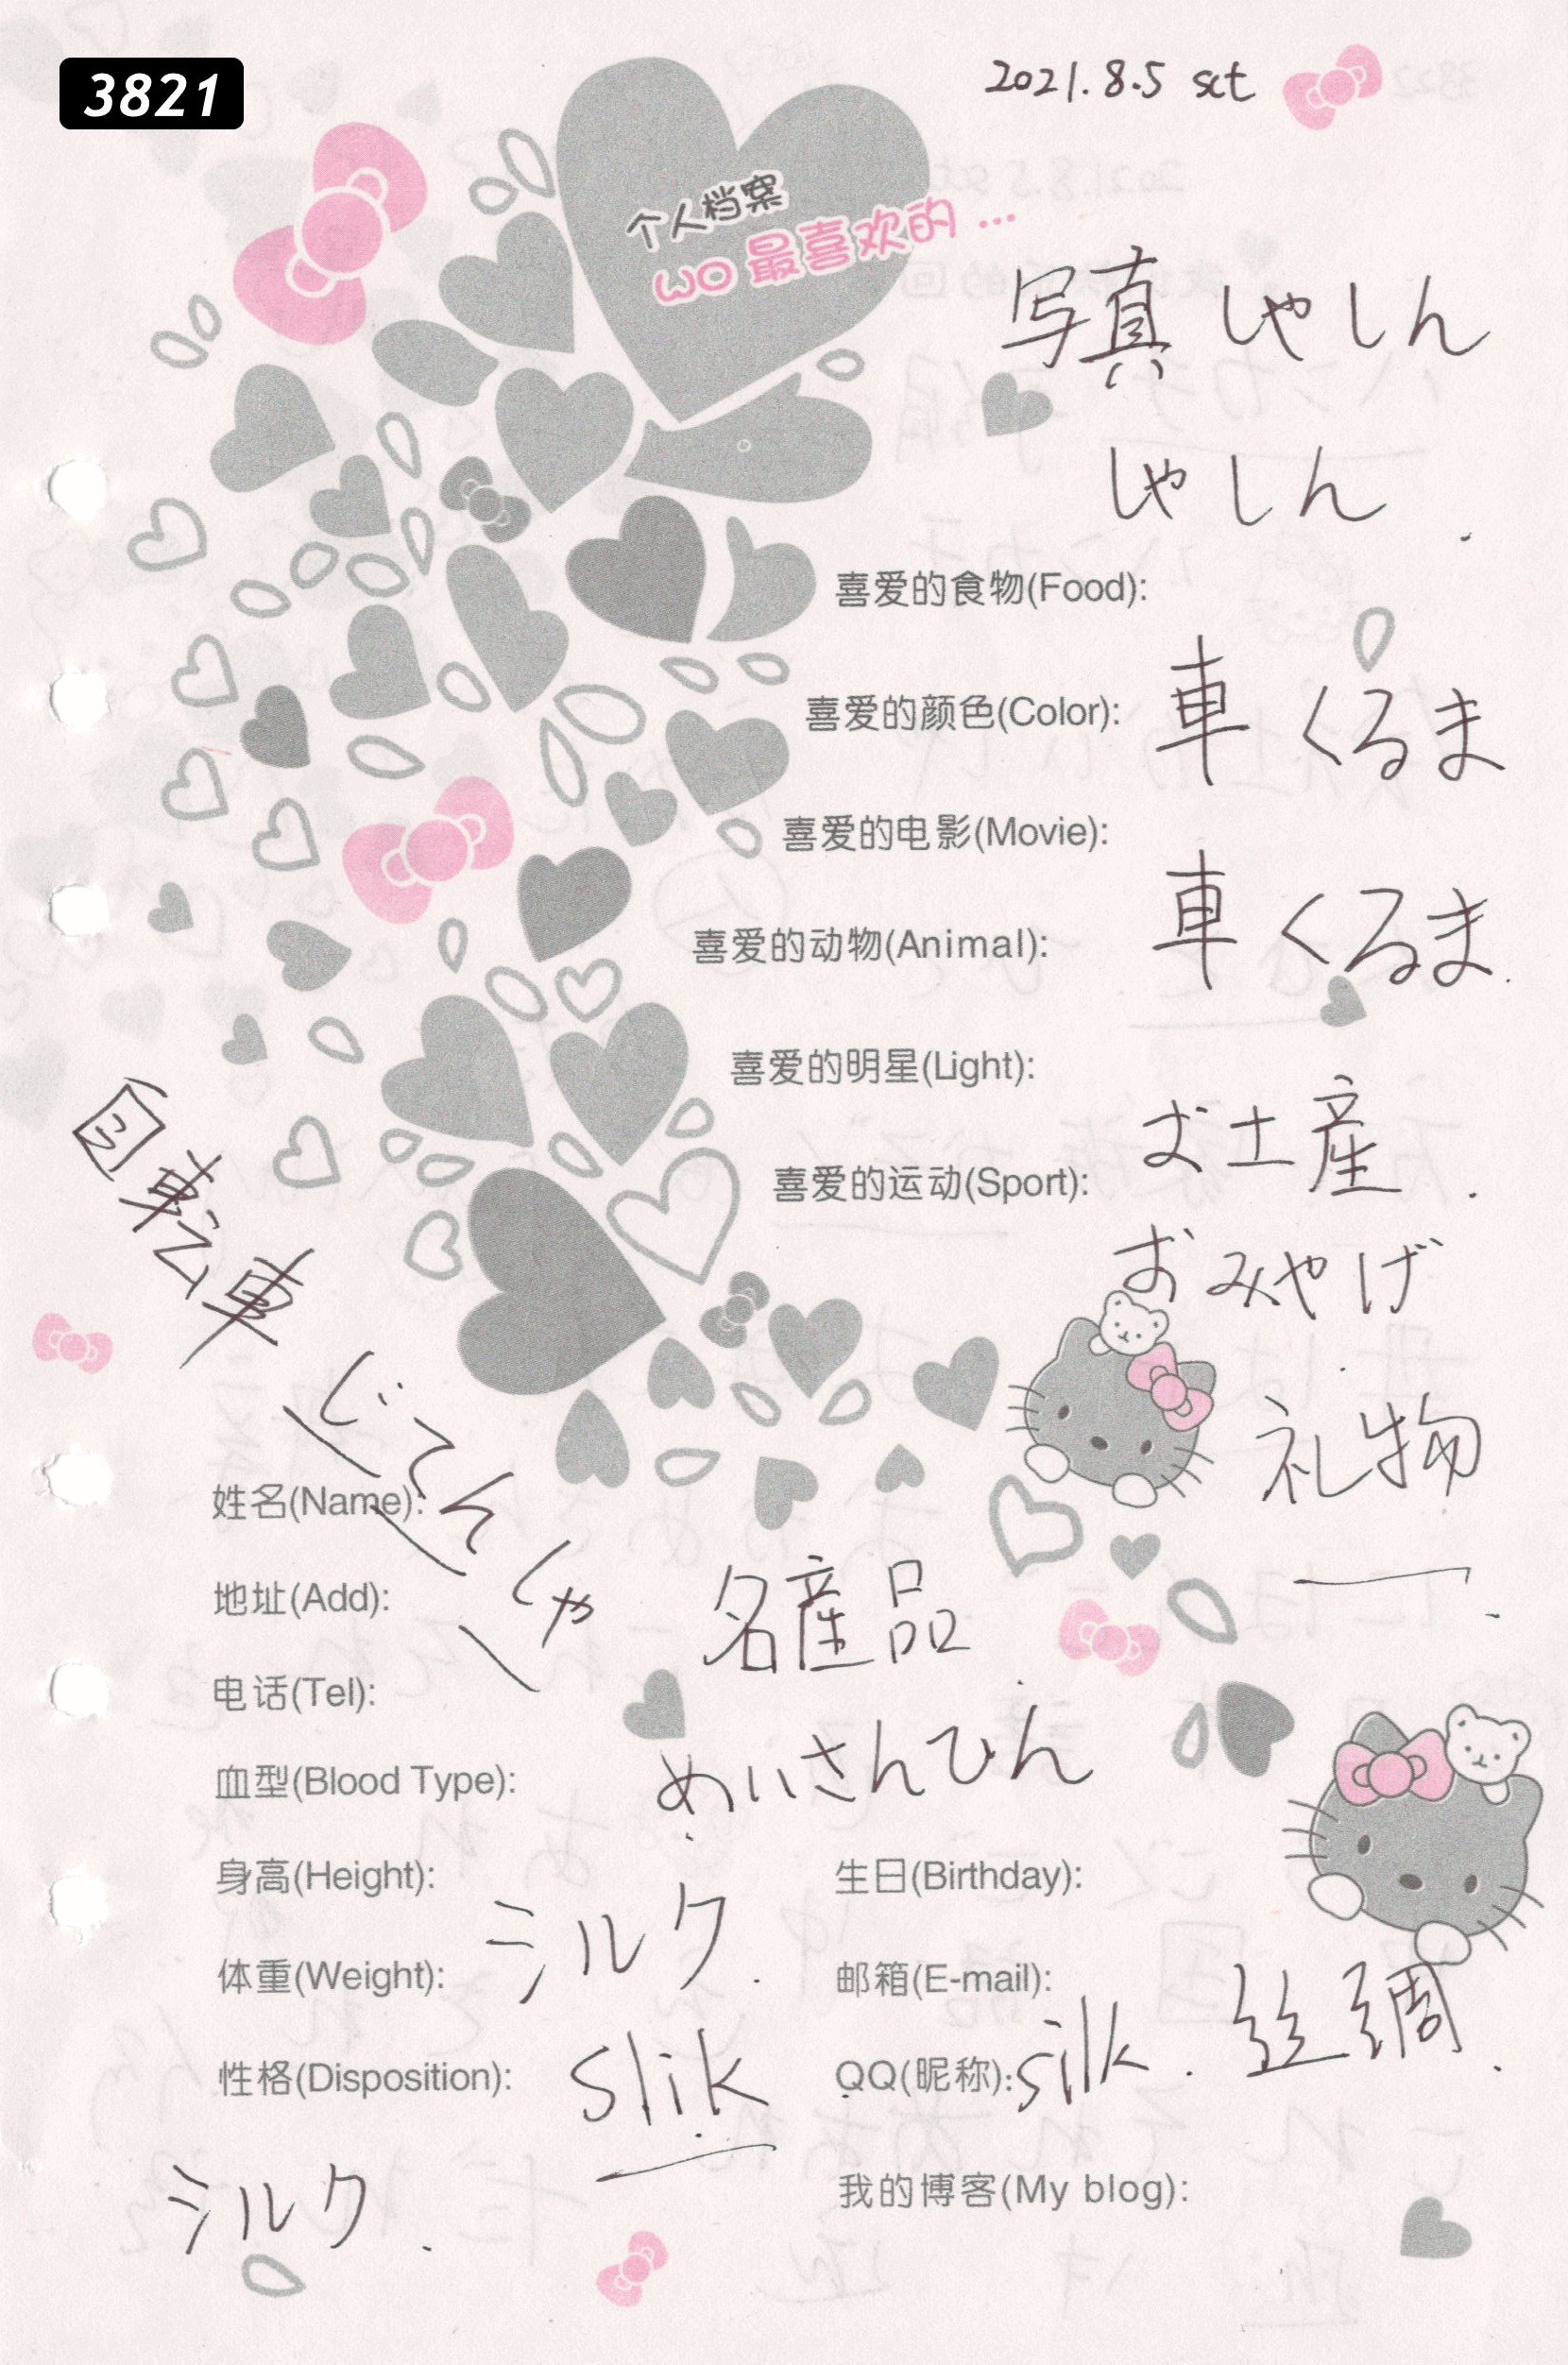 3821
2021.8.5 sct
个人档案
wo 最喜欢的 ...
写真 しゃしん
しゃしん.
喜爱的食物(Food):
喜爱的颜色(Color): 車 くるま
喜爱的电影(Movie):
喜爱的动物(Animal): 車 くるま.
喜爱的明星(Light):
お土産.
喜爱的运动(Sport):
おみやげ
自転車
じてんしゃ
礼物
姓名(Name):
地址(Add):
名産品
电话(Tel):
めいさんひん
血型(Blood Type):
身高(Height):
生日(Birthday):
シルク.
体重(Weight):
邮箱(E-mail):
性格(Disposition): slik
QQ(昵称): silk. 丝绸.
シルク.
我的博客(My blog):